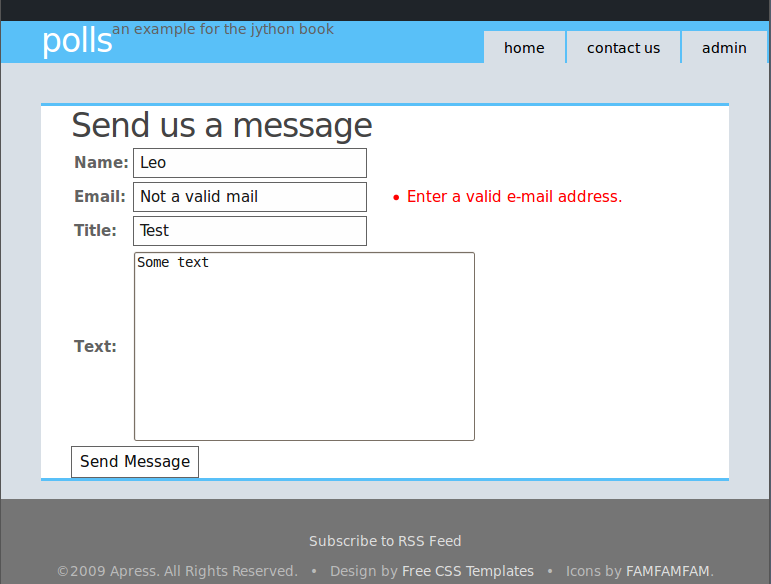 polls an example for the jython book
home contact us admin
Send us a message
Name: Leo
Email: Not a valid mail • Enter a valid e-mail address.
Title: Test
Some text
Text:
Send Message
Subscribe to RSS Feed
©2009 Apress. All Rights Reserved. • Design by Free CSS Templates • Icons by FAMFAMFAM.